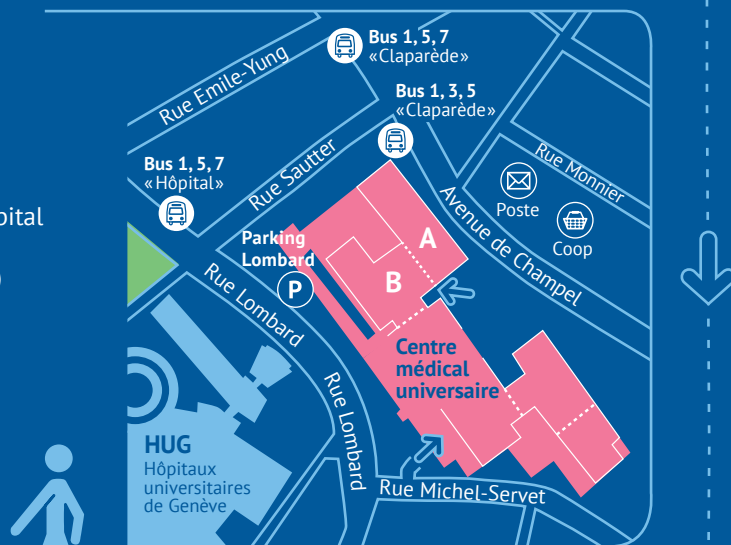 Bus 1, 5, 7
«Claparède»
Rue Emile-Yung
Bus 1, 3, 5
«Claparède»
Bus 1, 5, 7
«Hôpital»
Rue Sautter
Rue Monnier
Poste
Coop
Avenue de Champel
pital
Parking
Lombard
P
A
B
Rue Lombard
Centre
médical
universaire
Rue Lombard
HUG
Hôpitaux
universitaires
de Genève
Rue Michel-Servet